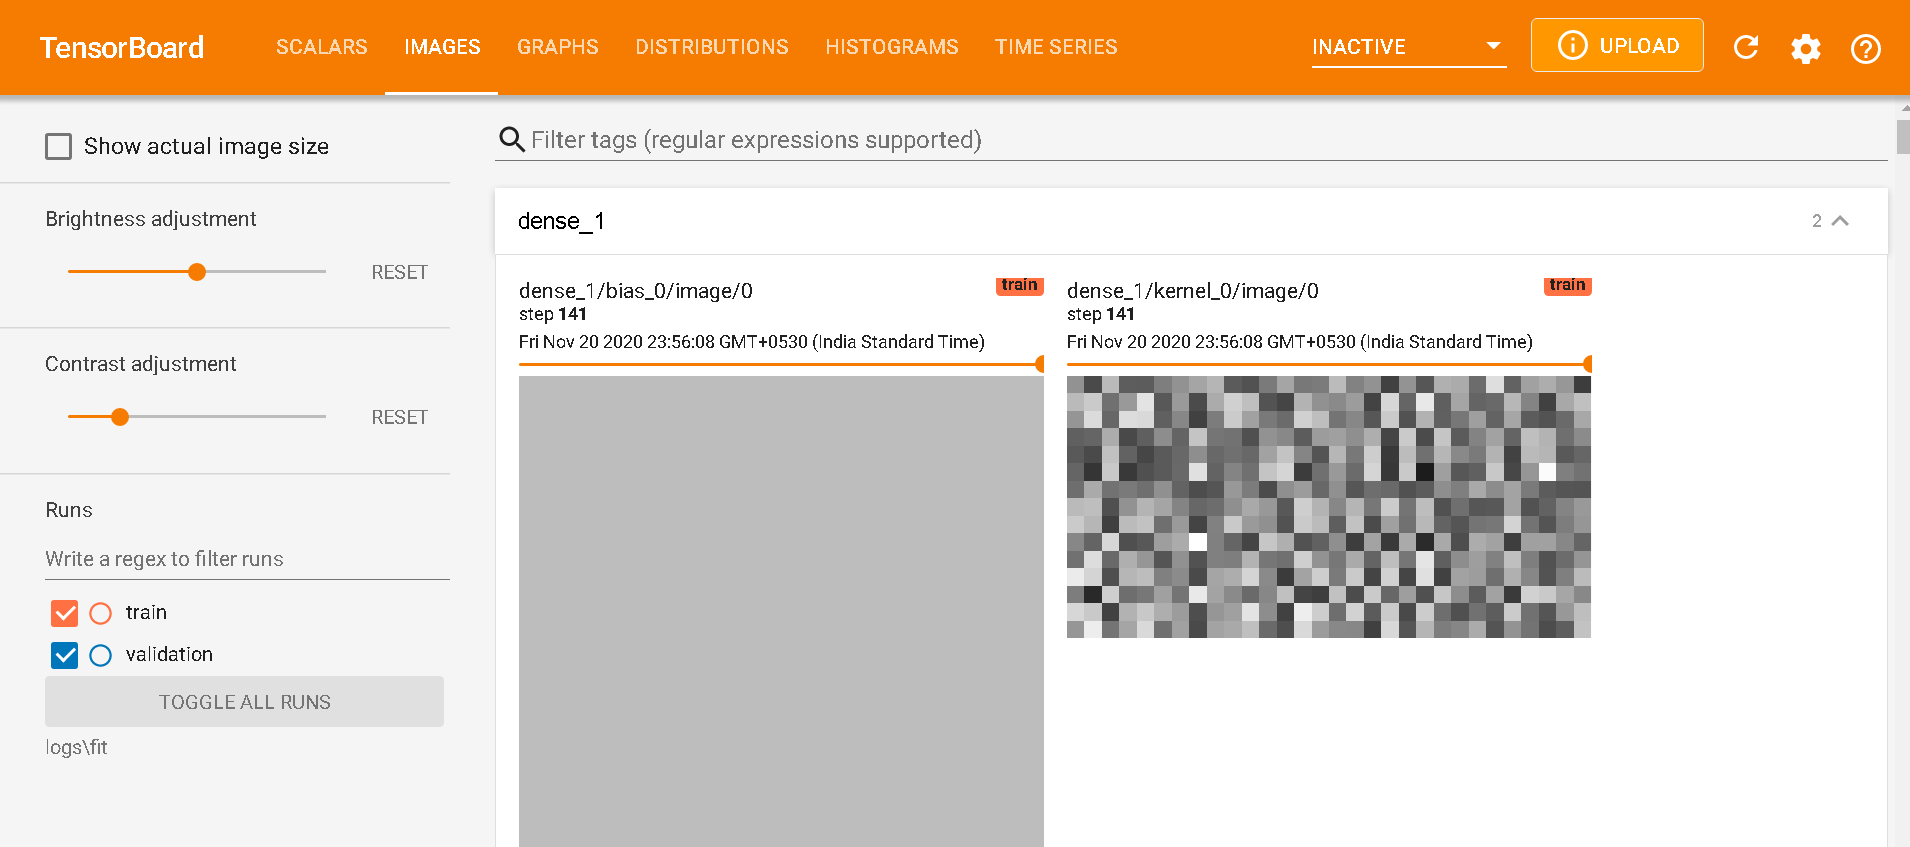 TensorBoard SCALARS IMAGES GRAPHS DISTRIBUTIONS HISTOGRAMS TIME SERIES INACTIVE UPLOAD
Show actual image size
Filter tags (regular expressions supported)
Brightness adjustment
RESET
Contrast adjustment
RESET
Runs
Write a regex to filter runs
train
validation
TOGGLE ALL RUNS
logs\fit
dense_1 2
dense_1/bias_0/image/0 train
step 141
Fri Nov 20 2020 23:56:08 GMT+0530 (India Standard Time)
dense_1/kernel_0/image/0 train
step 141
Fri Nov 20 2020 23:56:08 GMT+0530 (India Standard Time)